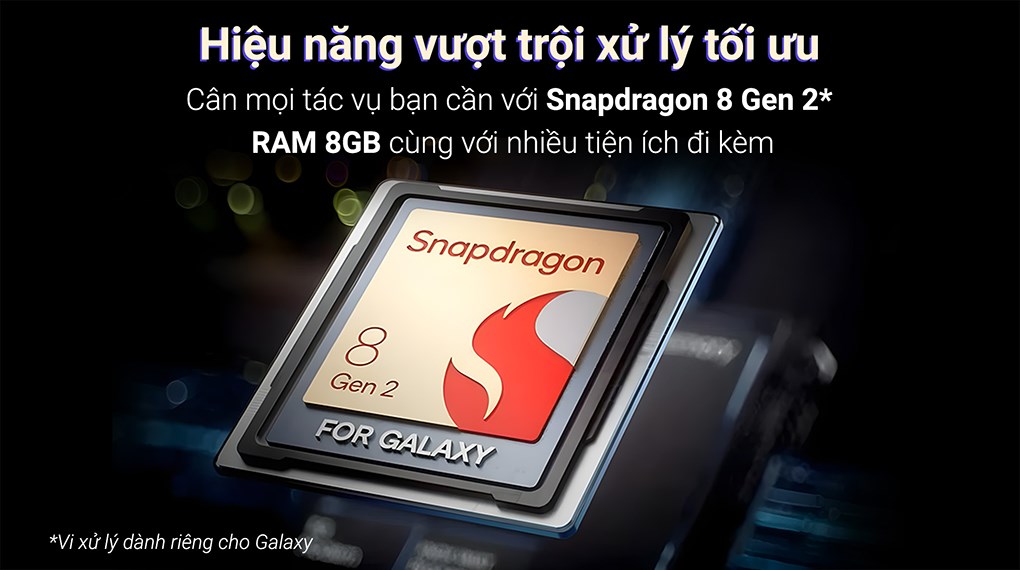 Hiệu năng vượt trội xử lý tối ưu
Cân mọi tác vụ bạn cần với Snapdragon 8 Gen 2*
RAM 8GB cùng với nhiều tiện ích đi kèm
Snapdragon
8
Gen 2
FOR GALAXY
*Vi xử lý dành riêng cho Galaxy